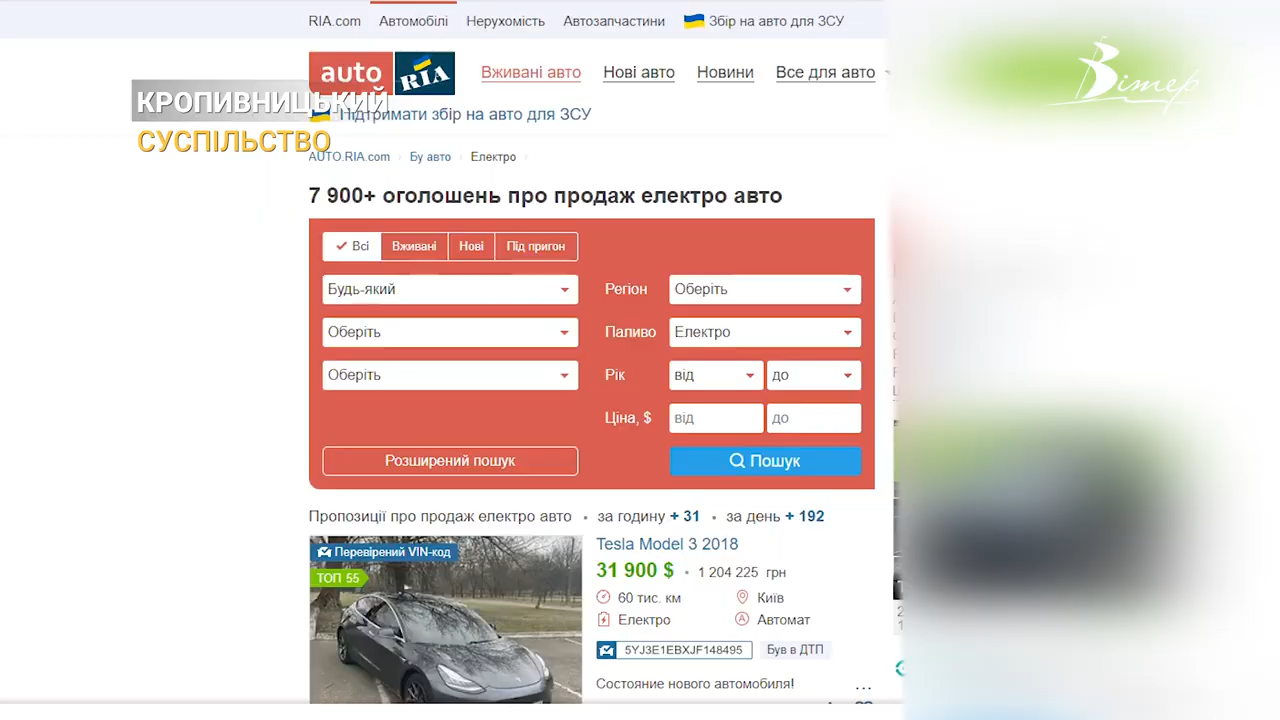 RIA.com Автомобілі Нерухомість Автозапчастини Збір на авто для ЗСУ
auto RIA Вживані авто Нові авто Новини Все для авто
Вітер
КРОПИВНИЦЬКИЙ
Підтримати збір на авто для ЗСУ
СУСПІЛЬСТВО
AUTO.RIA.com Бу авто Електро
7 900+ оголошень про продаж електро авто
Всі Вживані Нові Під пригон
Будь-який Регіон Оберіть
Оберіть Паливо Електро
Оберіть Рік від до
Ціна, $ від до
Розширений пошук Пошук
Пропозиції про продаж електро авто • за годину + 31 • за день + 192
Перевірений VIN-код
ТОП 55
Tesla Model 3 2018
31 900 $ • 1 204 225 грн
60 тис. км Київ
Електро Автомат
5YJ3E1EBXJF148495 Був в ДТП
Состояние нового автомобиля!
...